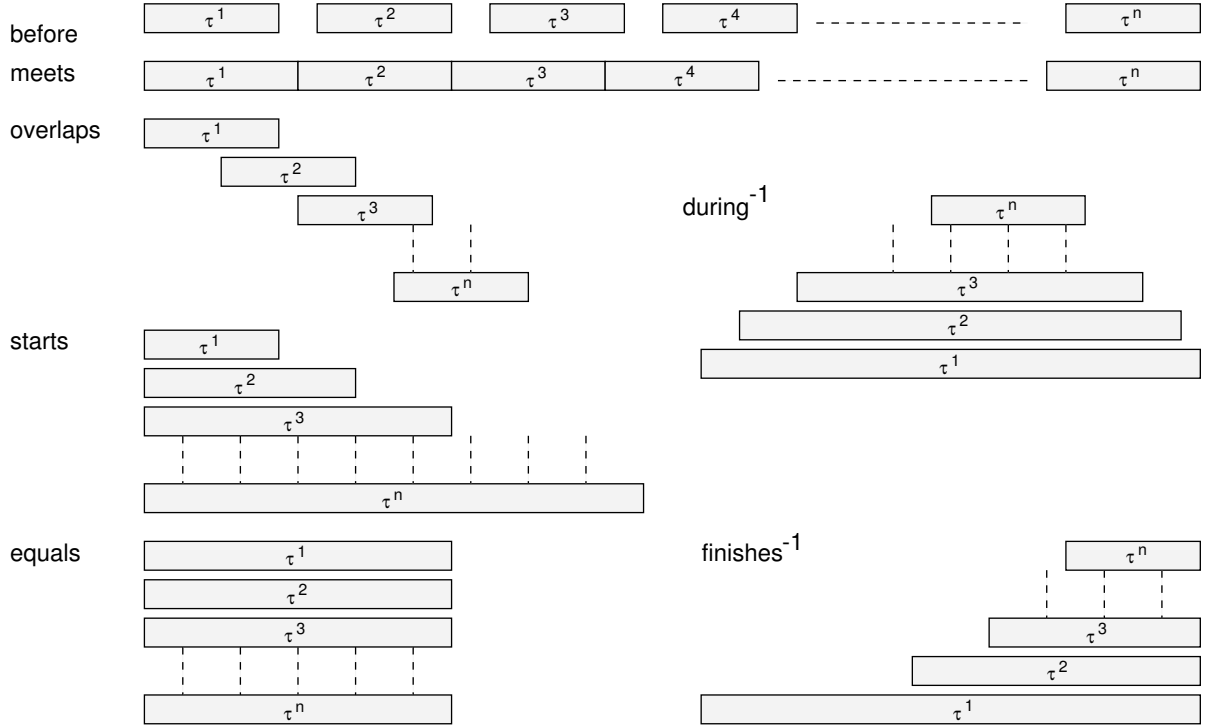 before τ¹ τ² τ³ τ⁴ τⁿ
meets τ¹ τ² τ³ τ⁴ τⁿ
overlaps τ¹
τ²
τ³
τⁿ
during⁻¹ τⁿ
τ³
τ²
τ¹
starts τ¹
τ²
τ³
τⁿ
equals τ¹
τ²
τ³
τⁿ
finishes⁻¹ τⁿ
τ³
τ²
τ¹